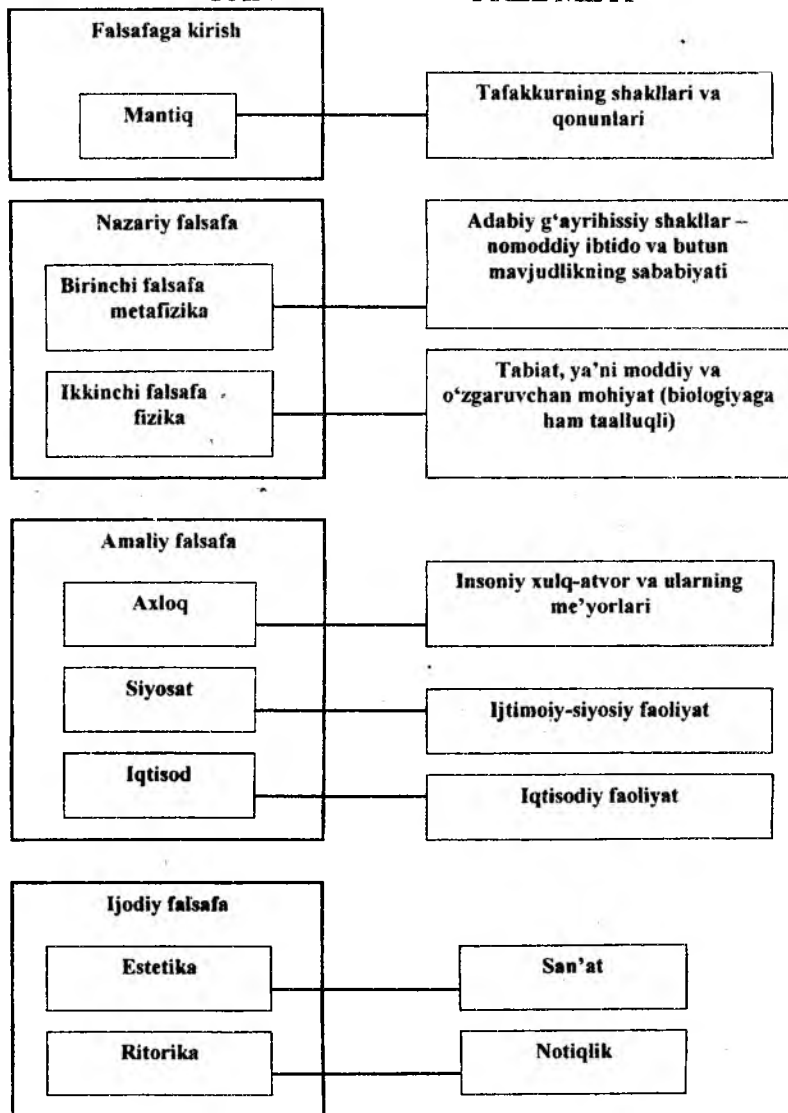 Falsafaga kirish
Mantiq
Tafakkurning shakllari va
qonunlari
Nazariy falsafa
Birinchi falsafa
metafizika
Adabiy g‘ayrihissiy shakllar –
nomoddiy ibtido va butun
mavjudlikning sababiyati
Ikkinchi falsafa
fizika
Tabiat, ya’ni moddiy va
o‘zgaruvchan mohiyat (biologiyaga
ham taalluqli)
Amaliy falsafa
Axloq
Insoniy xulq-atvor va ularning
me’yorlari
Siyosat
Ijtimoiy-siyosiy faoliyat
Iqtisod
Iqtisodiy faoliyat
Ijodiy falsafa
Estetika
San’at
Ritorika
Notiqlik